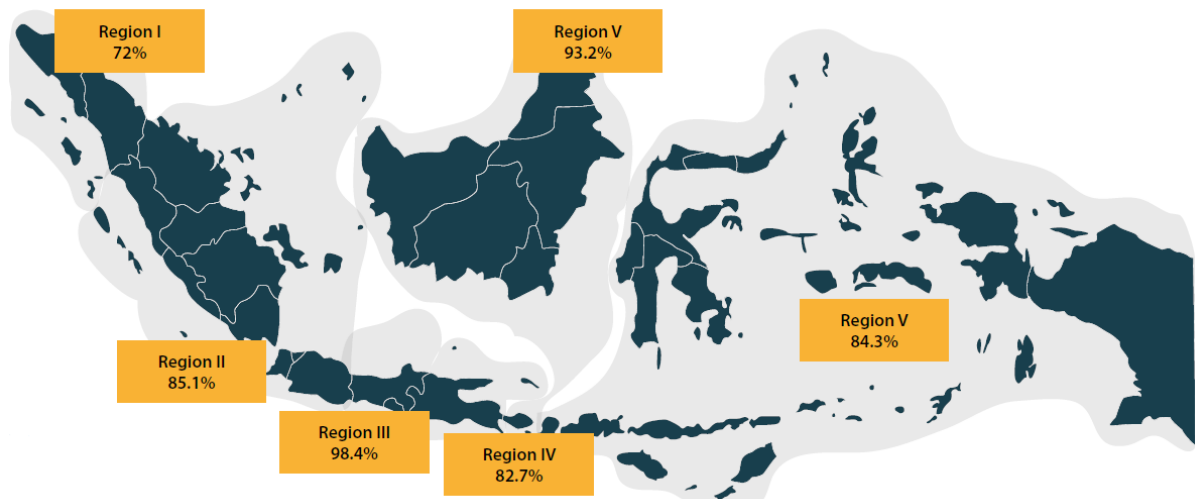 Region I
72%
Region V
93.2%
Region V
84.3%
Region II
85.1%
Region III
98.4%
Region IV
82.7%